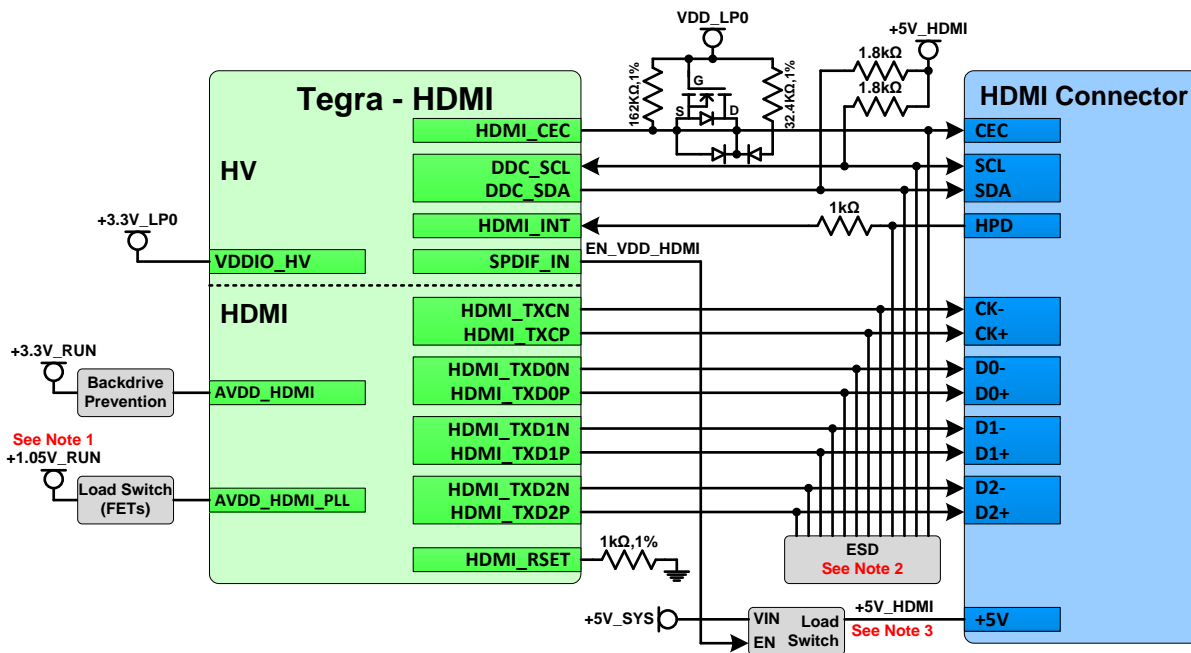 VDD_LP0
+5V_HDMI
1.8kΩ
1.8kΩ
162KΩ,1%
G
S
D
32.4KΩ,1%
Tegra - HDMI
HDMI Connector
HDMI_CEC
CEC
HV
DDC_SCL
SCL
DDC_SDA
SDA
1kΩ
+3.3V_LP0
HDMI_INT
HPD
EN_VDD_HDMI
VDDIO_HV
SPDIF_IN
HDMI
HDMI_TXCN
CK-
HDMI_TXCP
CK+
+3.3V_RUN
Backdrive
Prevention
AVDD_HDMI
HDMI_TXD0N
D0-
HDMI_TXD0P
D0+
See Note 1
+1.05V_RUN
HDMI_TXD1N
D1-
HDMI_TXD1P
D1+
Load Switch
(FETs)
AVDD_HDMI_PLL
HDMI_TXD2N
D2-
HDMI_TXD2P
D2+
HDMI_RSET
1kΩ,1%
ESD
See Note 2
+5V_SYS
VIN
EN
Load
Switch
+5V_HDMI
See Note 3
+5V